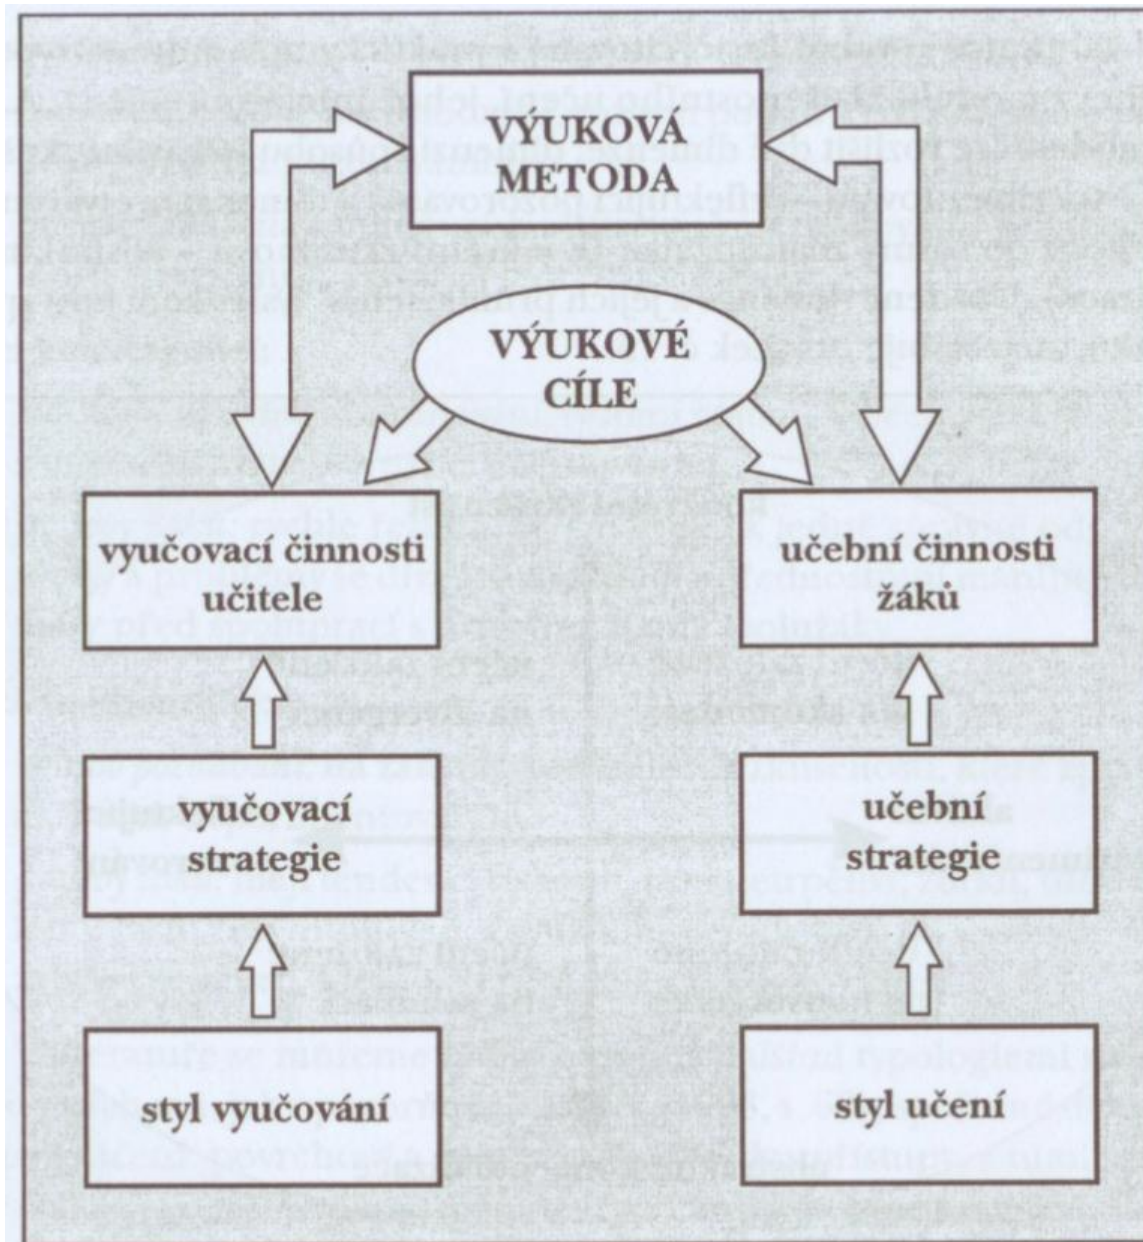 VÝUKOVÁ
METODA
VÝUKOVÉ
CÍLE
vyučovací činnosti
učitele
učební činnosti
žáků
vyučovací
strategie
učební
strategie
styl vyučování
styl učení